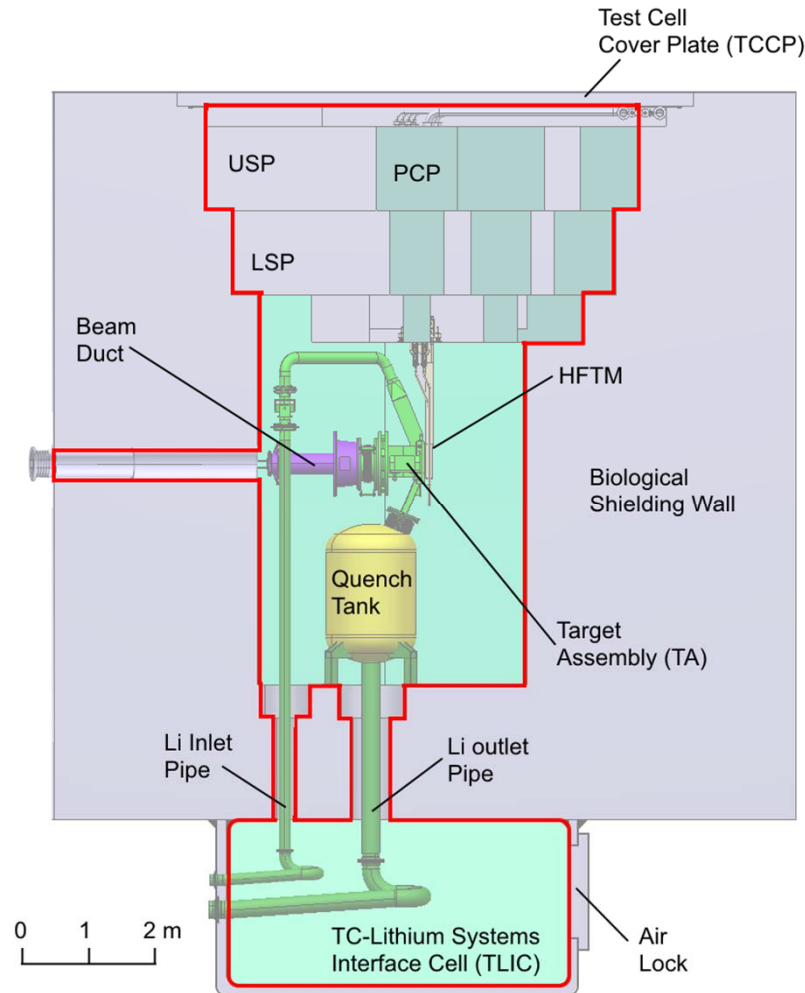 Test Cell
Cover Plate (TCCP)
USP
PCP
LSP
Beam
Duct
HFTM
Biological
Shielding Wall
Quench
Tank
Target
Assembly (TA)
Li Inlet
Pipe
Li outlet
Pipe
0 1 2 m
TC-Lithium Systems
Interface Cell (TLIC)
Air
Lock